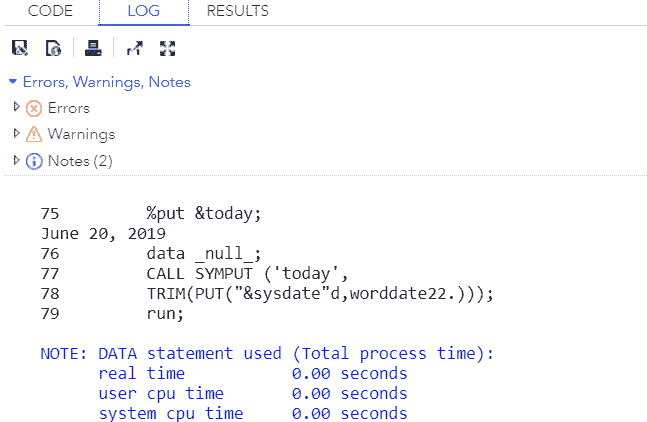 CODE LOG RESULTS
Errors, Warnings, Notes
Errors
Warnings
Notes (2)
75 %put &today;
June 20, 2019
76 data _null_;
77 CALL SYMPUT ('today',
78 TRIM(PUT("&sysdate"d,worddate22.)));
79 run;
NOTE: DATA statement used (Total process time):
real time 0.00 seconds
user cpu time 0.00 seconds
system cpu time 0.00 seconds